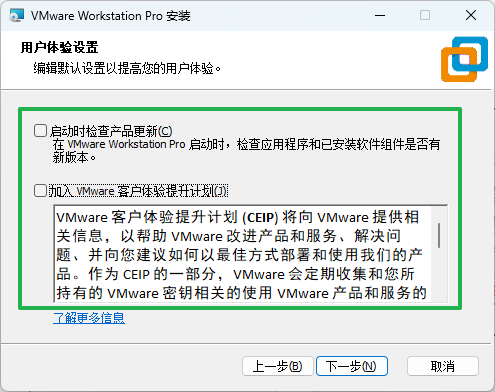 VMware Workstation Pro 安装
用户体验设置
编辑默认设置以提高您的用户体验。
启动时检查产品更新(C)
在 VMware Workstation Pro 启动时，检查应用程序和已安装软件组件是否有
新版本。
加入 VMware 客户体验提升计划(J)
VMware 客户体验提升计划 (CEIP) 将向 VMware 提供相
关信息，以帮助 VMware 改进产品和服务、解决问
题、并向您建议如何以最佳方式部署和使用我们的产
品。作为 CEIP 的一部分，VMware 会定期收集和您所
持有的 VMware 密钥相关的使用 VMware 产品和服务的
了解更多信息
上一步(B)
下一步(N)
取消